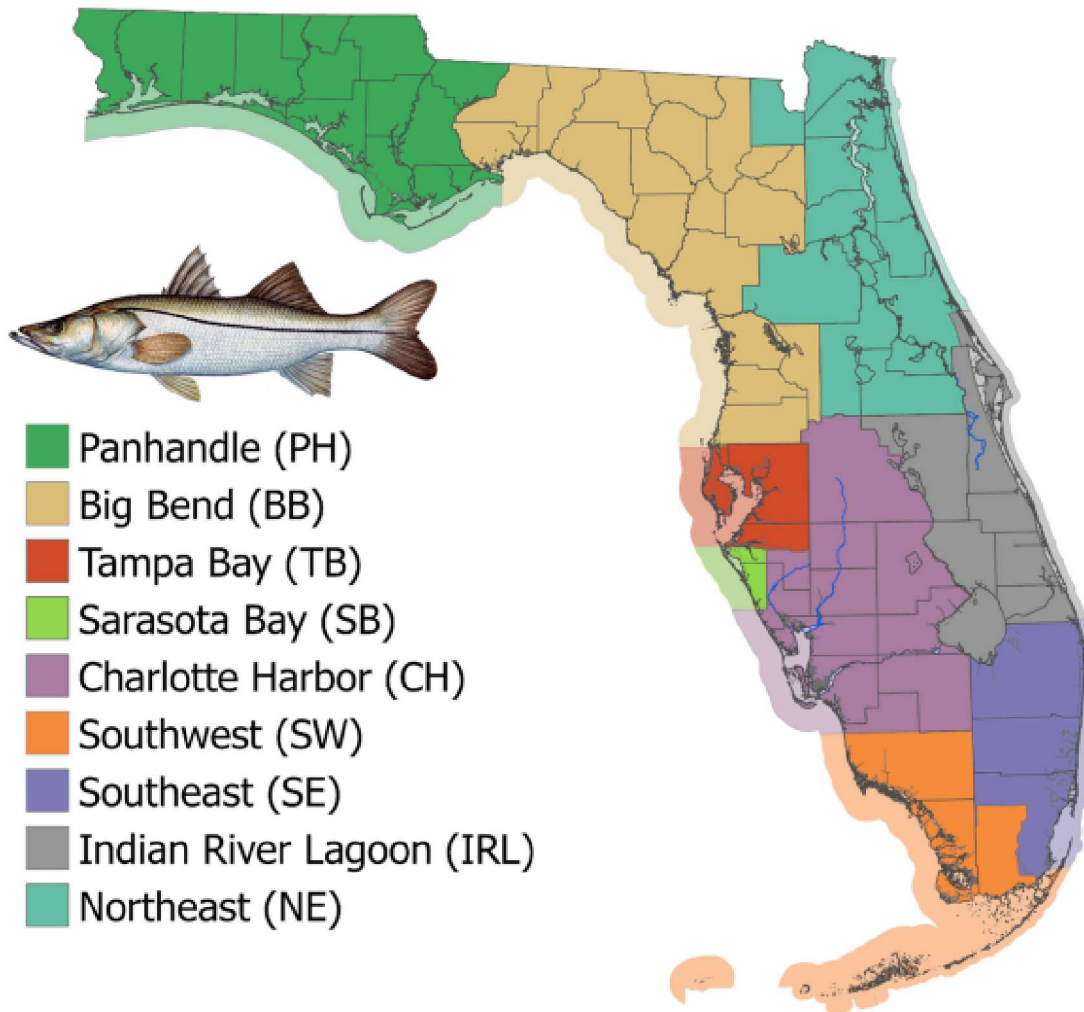 Panhandle (PH)
Big Bend (BB)
Tampa Bay (TB)
Sarasota Bay (SB)
Charlotte Harbor (CH)
Southwest (SW)
Southeast (SE)
Indian River Lagoon (IRL)
Northeast (NE)